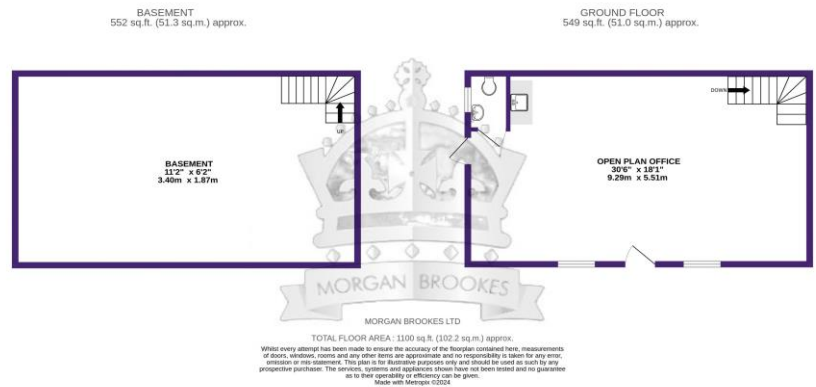 BASEMENT
552 sq.ft. (51.3 sq.m.) approx.
GROUND FLOOR
549 sq.ft. (51.0 sq.m.) approx.
UP
BASEMENT
11'2" x 6'2"
3.40m x 1.87m
DOWN
OPEN PLAN OFFICE
30'6" x 18'1"
9.29m x 5.51m
MORGAN BROOKES
MORGAN BROOKES LTD
TOTAL FLOOR AREA : 1100 sq.ft. (102.2 sq.m.) approx.
Whilst every attempt has been made to ensure the accuracy of the floorplan contained here, measurements
of doors, windows, rooms and any other items are approximate and no responsibility is taken for any error,
omission or mis-statement. This plan is for illustrative purposes only and should be used as such by any
prospective purchaser. The services, systems and appliances shown have not been tested and no guarantee
as to their operability or efficiency can be given.
Made with Metropix ©2024